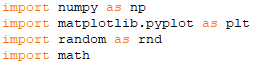 import numpy as np
import matplotlib.pyplot as plt
import random as rnd
import math